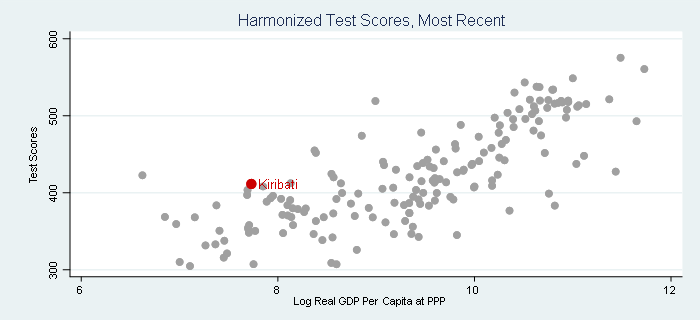 Harmonized Test Scores, Most Recent
600
500
400
300
Test Scores
Kiribati
6
8
10
12
Log Real GDP Per Capita at PPP